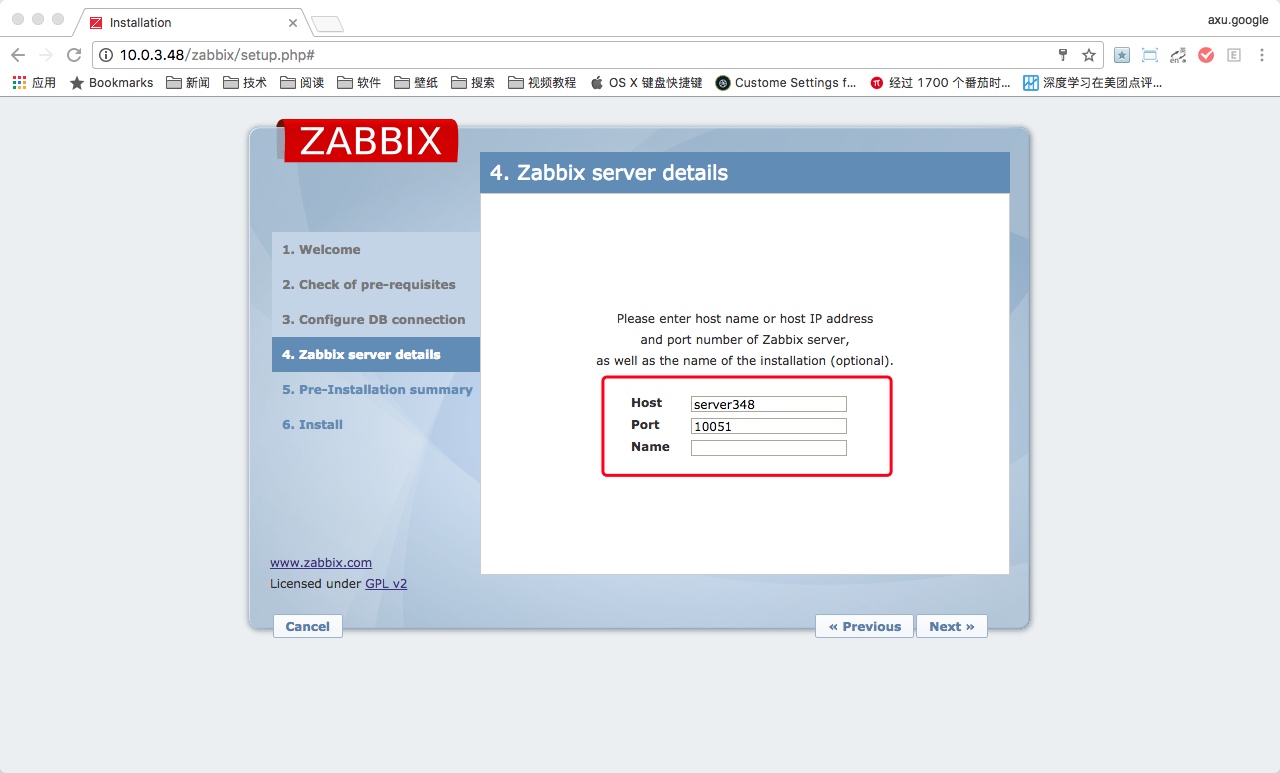 Installation
axu.google
10.0.3.48/zabbix/setup.php#
应用 Bookmarks 新闻 技术 阅读 软件 壁纸 搜索 视频教程 OS X 键盘快捷键 Custome Settings f... 经过 1700 个番茄时... 深度学习在美团点评...
ZABBIX
4. Zabbix server details
1. Welcome
2. Check of pre-requisites
3. Configure DB connection
4. Zabbix server details
5. Pre-Installation summary
6. Install
Please enter host name or host IP address
and port number of Zabbix server,
as well as the name of the installation (optional).
Host server348
Port 10051
Name
www.zabbix.com
Licensed under GPL v2
Cancel « Previous Next »